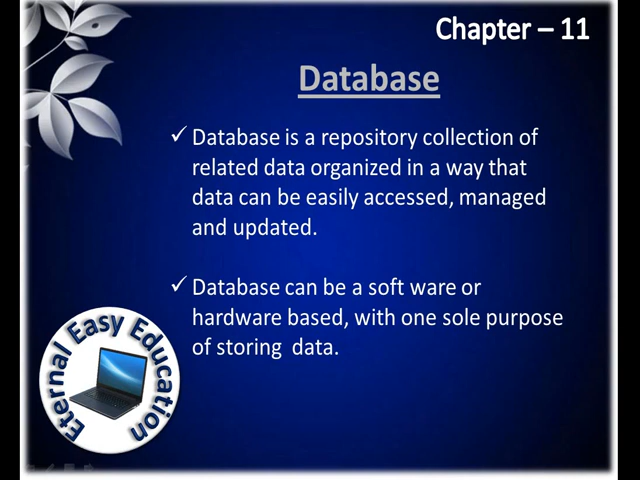 Chapter – 11
Database
✓ Database is a repository collection of
related data organized in a way that
data can be easily accessed, managed
and updated.
✓ Database can be a soft ware or
hardware based, with one sole purpose
of storing  data.
Eternal Easy Education